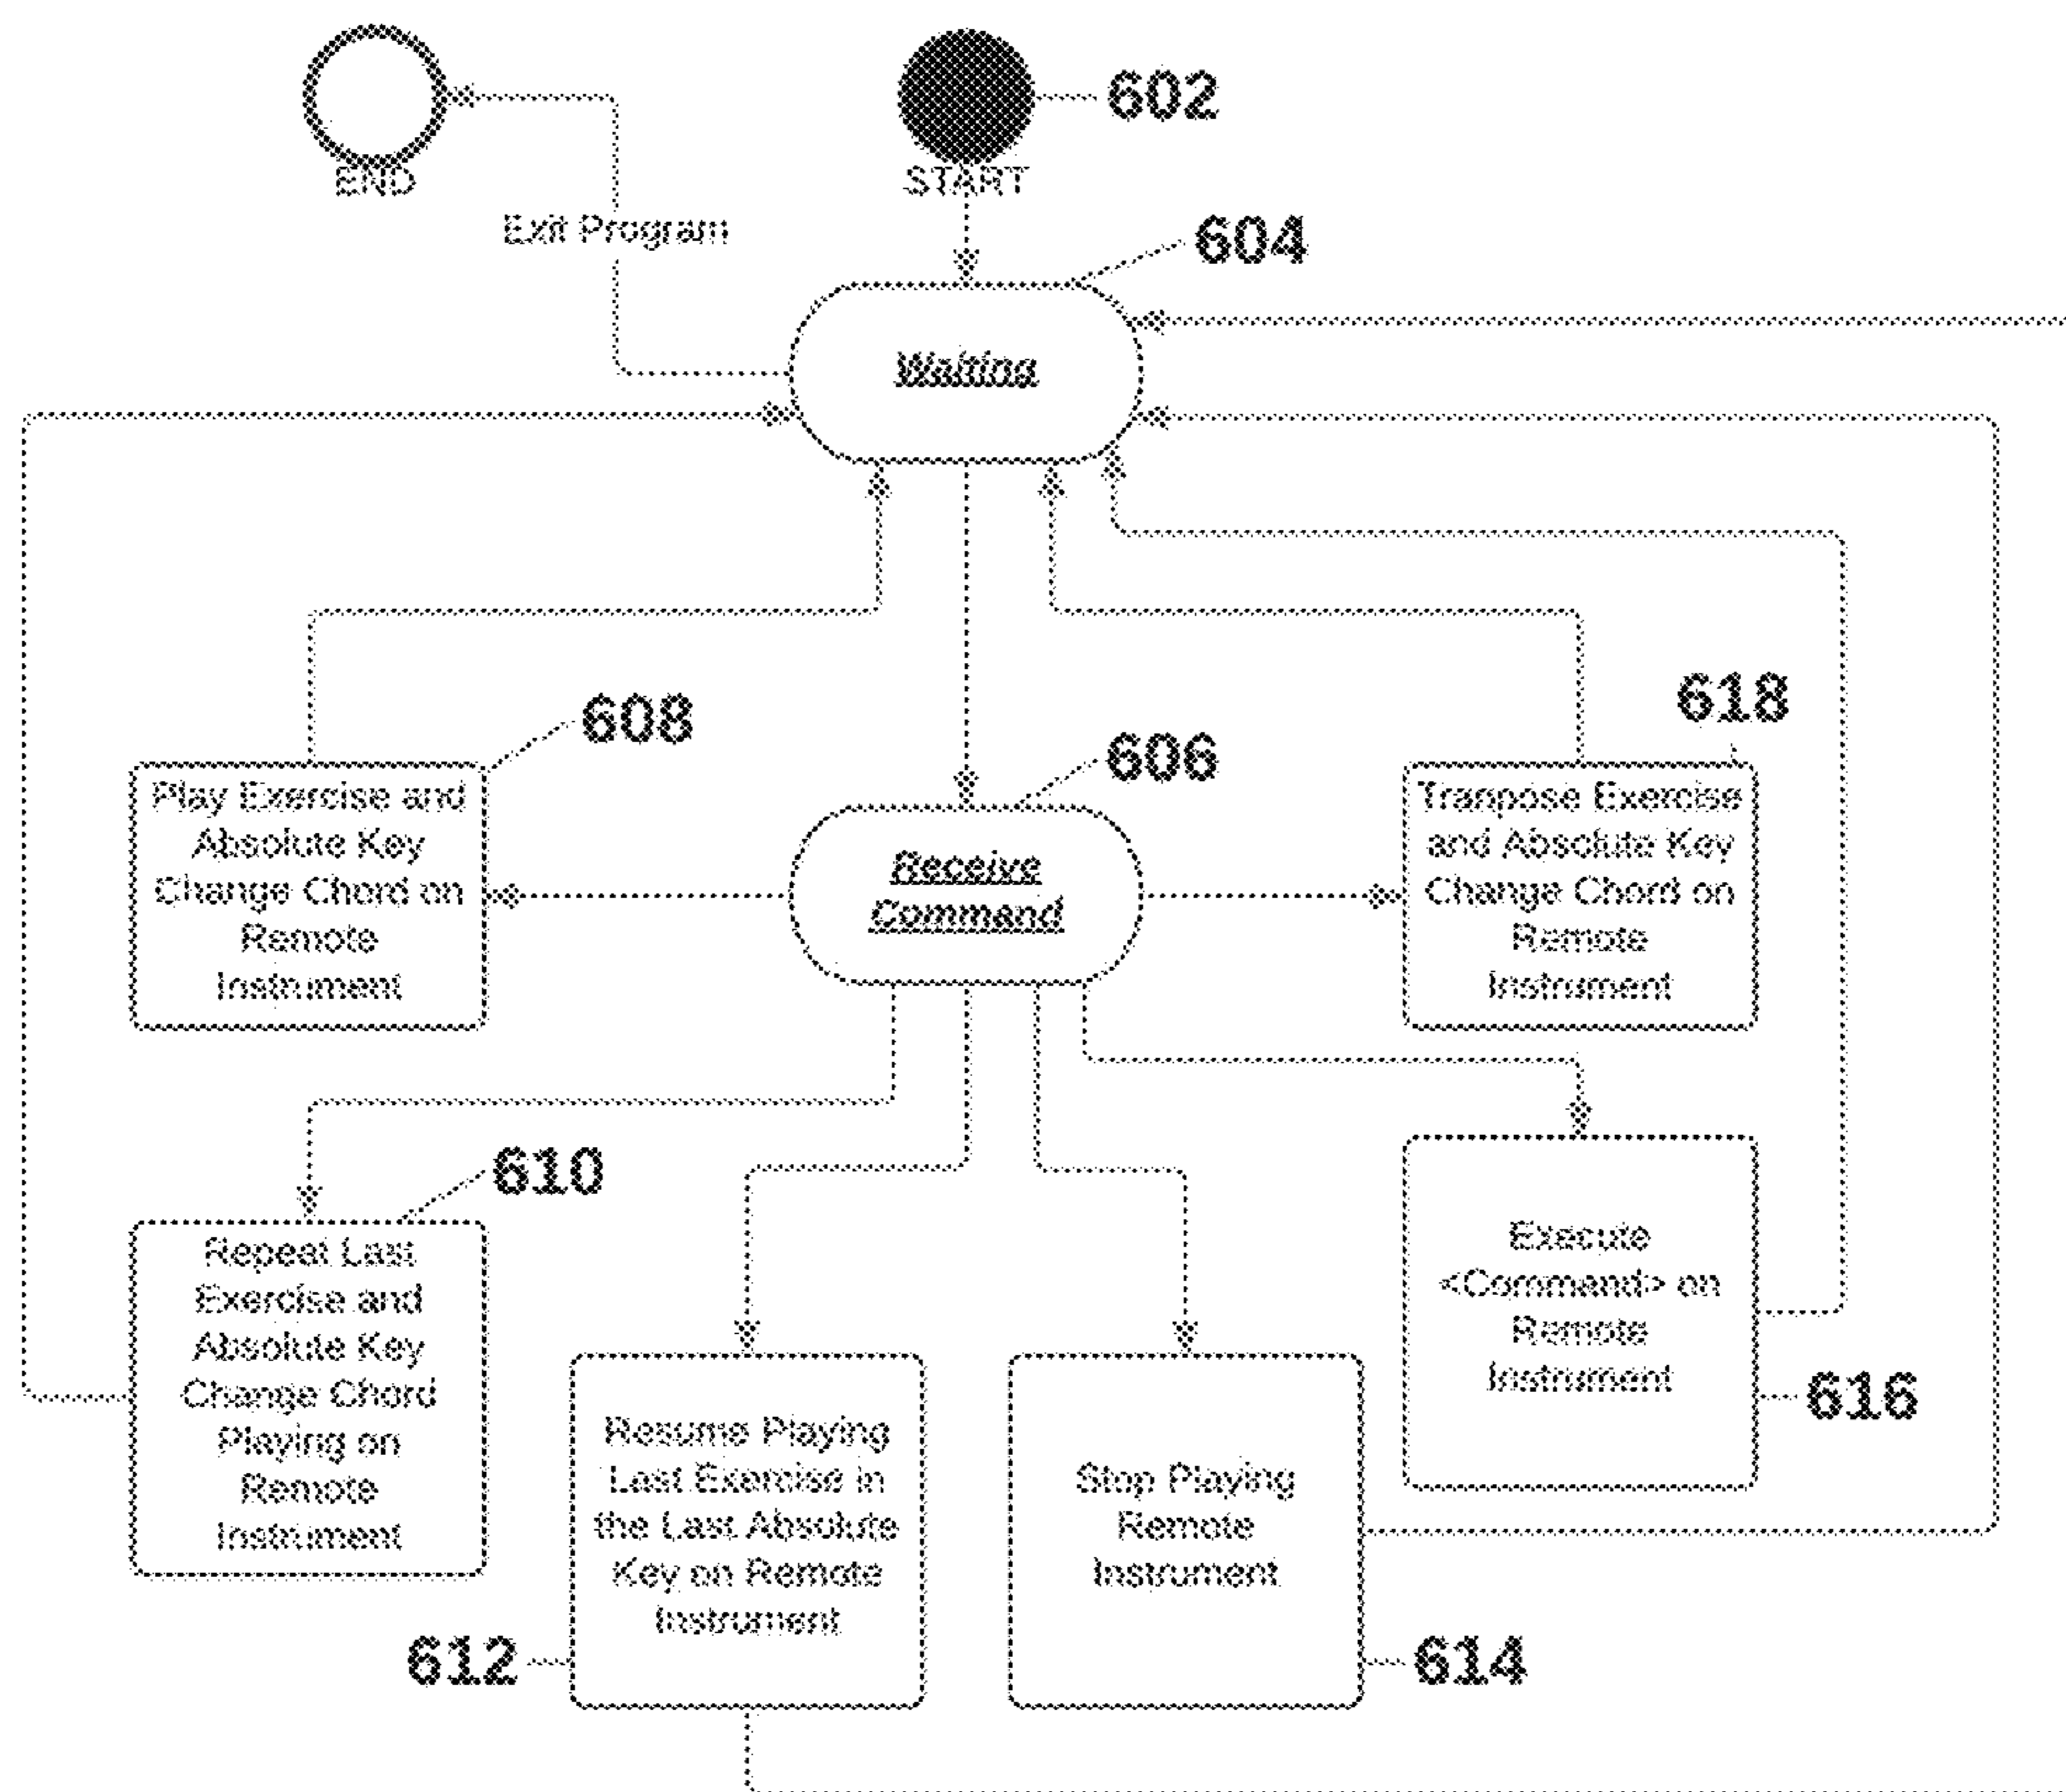 602
END
START
Exit Program
604
Waiting
608
618
606
Play Exercise and
Absolute Key
Change Chord on
Remote
Instrument
Receive
Command
Tranpose Exercise
and Absolute Key
Change Chord on
Remote
Instrument
610
Repeat Last
Exercise and
Absolute Key
Change Chord
Playing on
Remote
Instrument
Resume Playing
Last Exercise in
the Last Absolute
Key on Remote
Instrument
612
Stop Playing
Remote
Instrument
614
Execute
<Command> on
Remote
Instrument
616